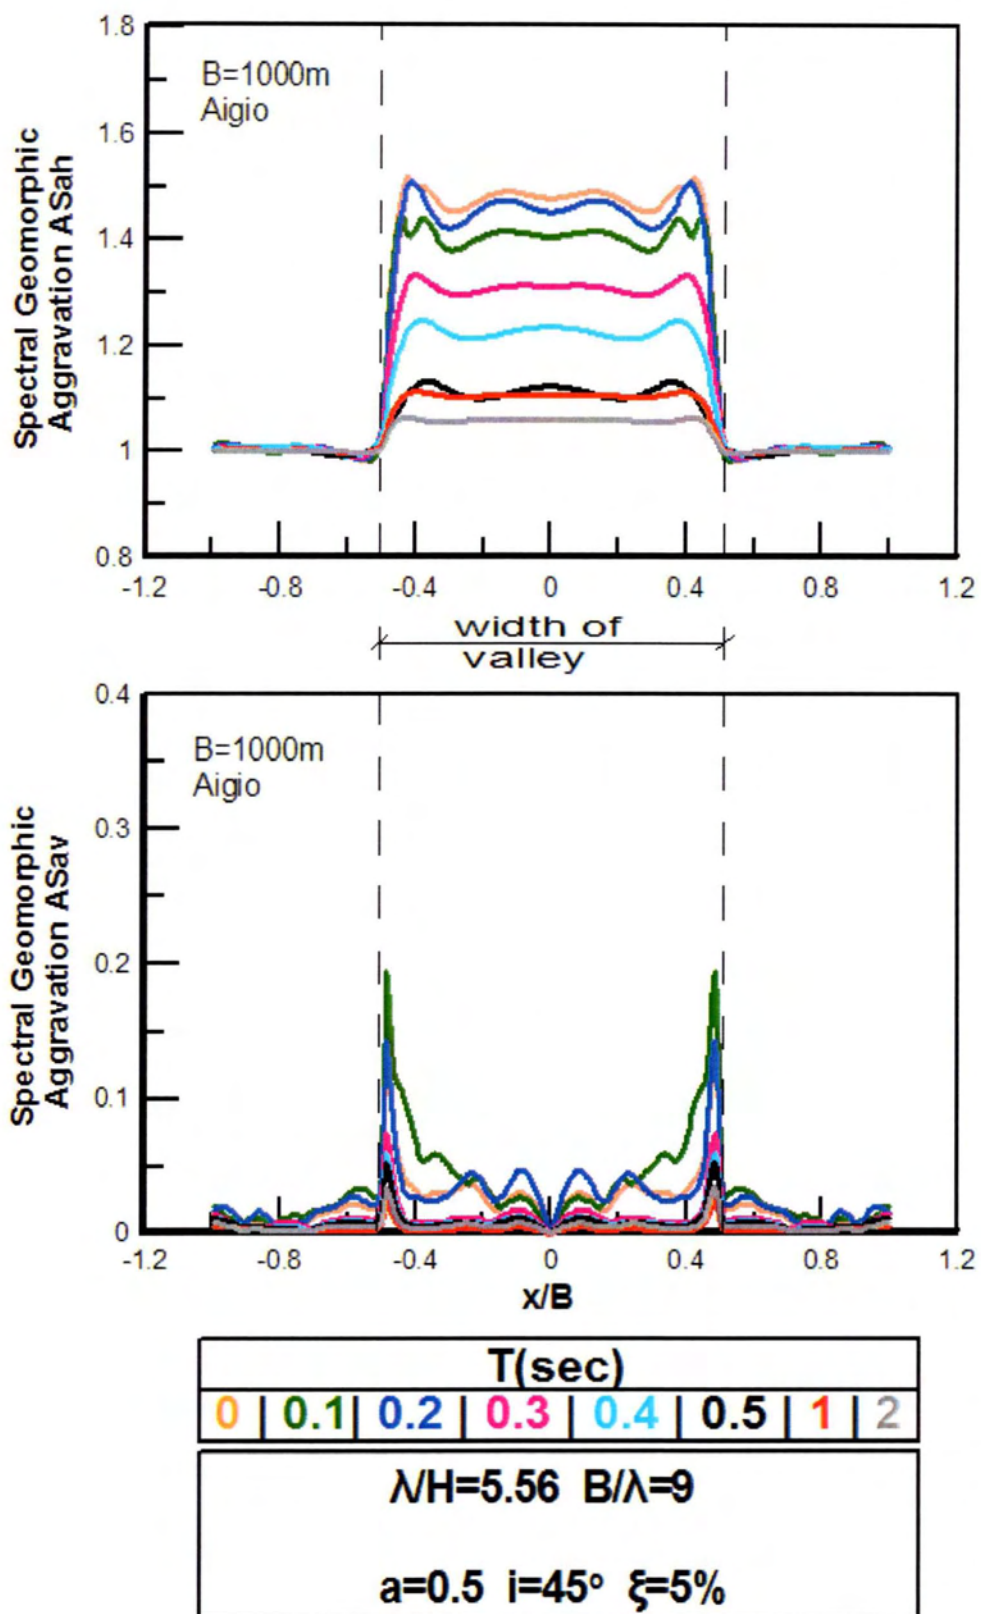 Spectral Geomorphic
Aggravation ASah
1.8
1.6
1.4
1.2
1
0.8
B=1000m
Aigio
-1.2
-0.8
-0.4
0
0.4
0.8
1.2
width of
valley
Spectral Geomorphic
Aggravation ASav
0.4
0.3
0.2
0.1
0
B=1000m
Aigio
-1.2
-0.8
-0.4
0
0.4
0.8
1.2
x/B
T(sec)
0 | 0.1 | 0.2 | 0.3 | 0.4 | 0.5 | 1 | 2
λ/H=5.56 B/λ=9
a=0.5 i=45° ξ=5%